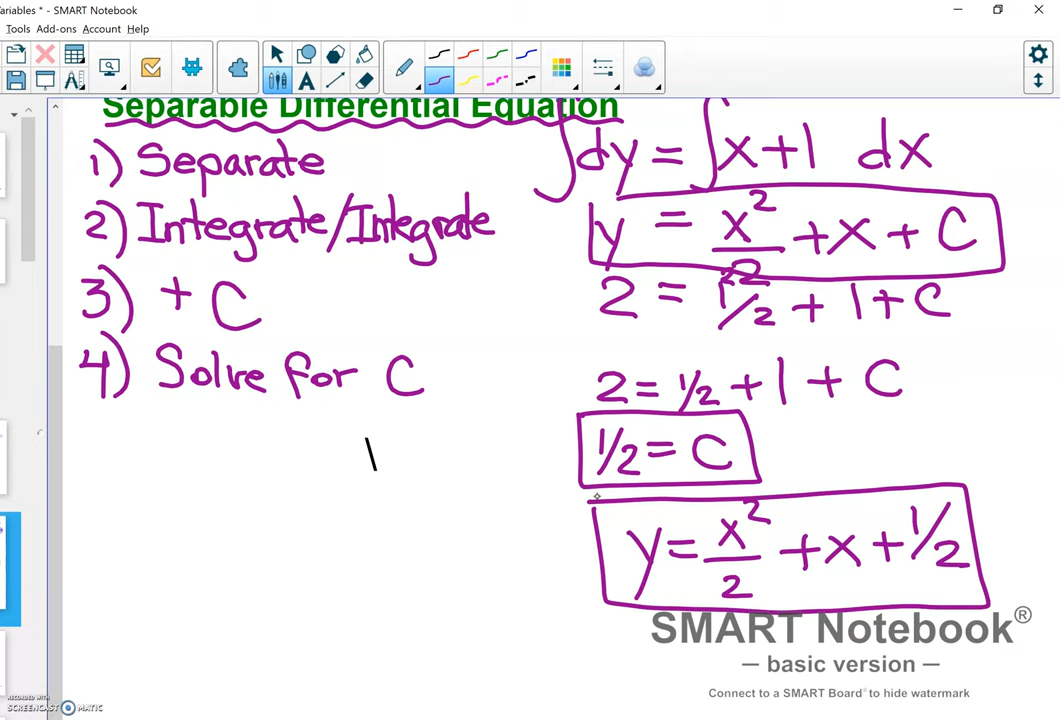 ariables * - SMART Notebook
Tools Add-ons Account Help
Separable Differential Equation
1) Separate
2) Integrate/Integrate
3) + C
4) Solve for C
∫dy = ∫x+1 dx
y = x²/2 + x + C
2 = 1²/2 + 1 + C
2 = 1/2 + 1 + C
1/2 = C
y = x²/2 + x + 1/2
SMART Notebook®
— basic version —
Connect to a SMART Board® to hide watermark
RECORDED WITH
SCREENCAST MATIC